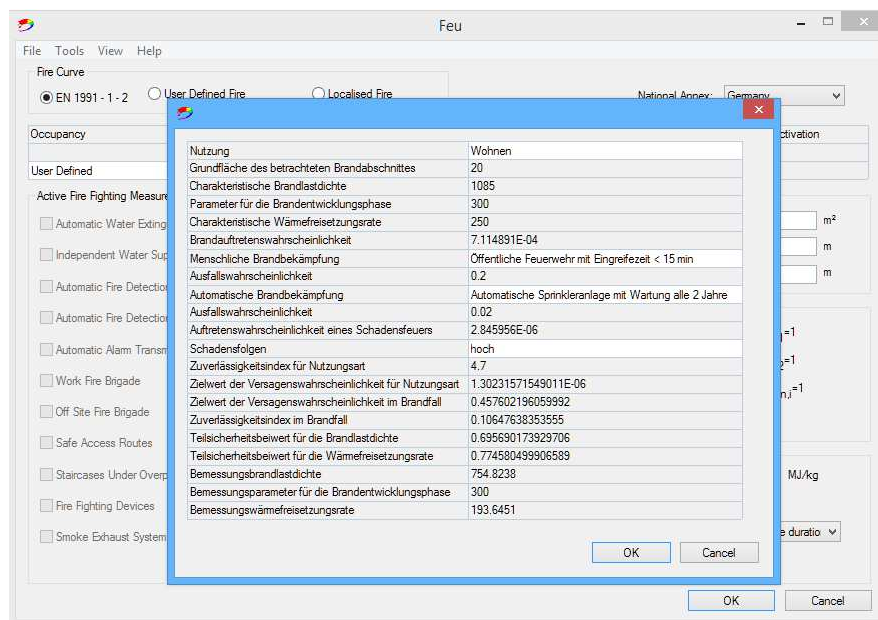 Feu
File Tools View Help
Fire Curve
EN 1991 - 1 - 2 User Defined Fire Localised Fire National Annex: Germany
Occupancy
User Defined
Active Fire Fighting Measure
Automatic Water Exting
Independent Water Sup
Automatic Fire Detection
Automatic Fire Detection
Automatic Alarm Transm
Work Fire Brigade
Off Site Fire Brigade
Safe Access Routes
Staircases Under Overp
Fire Fighting Devices
Smoke Exhaust System
Nutzung Wohnen
Grundfläche des betrachteten Brandabschnittes 20
Charakteristische Brandlastdichte 1085
Parameter für die Brandentwicklungsphase 300
Charakteristische Wärmefreisetzungsrate 250
Brandauftretenswahrscheinlichkeit 7.114891E-04
Menschliche Brandbekämpfung Öffentliche Feuerwehr mit Eingreifezeit < 15 min
Ausfallswahrscheinlichkeit 0.2
Automatische Brandbekämpfung Automatische Sprinkleranlage mit Wartung alle 2 Jahre
Ausfallswahrscheinlichkeit 0.02
Auftretenswahrscheinlichkeit eines Schadensfeuers 2.845956E-06
Schadensfolgen hoch
Zuverlässigkeitsindex für Nutzungsart 4.7
Zielwert der Versagenswahrscheinlichkeit für Nutzungsart 1.30231571549011E-06
Zielwert der Versagenswahrscheinlichkeit im Brandfall 0.457602196059992
Zuverlässigkeitsindex im Brandfall 0.10647638353555
Teilsicherheitsbeiwert für die Brandlastdichte 0.695690173929706
Teilsicherheitsbeiwert für die Wärmefreisetzungsrate 0.774580499906589
Bemessungsbrandlastdichte 754.8238
Bemessungsparameter für die Brandentwicklungsphase 300
Bemessungswärmefreisetzungsrate 193.6451
OK Cancel
ctivation
m²
m
m
=1
=1
n,i =1
MJ/kg
e duratio
OK Cancel